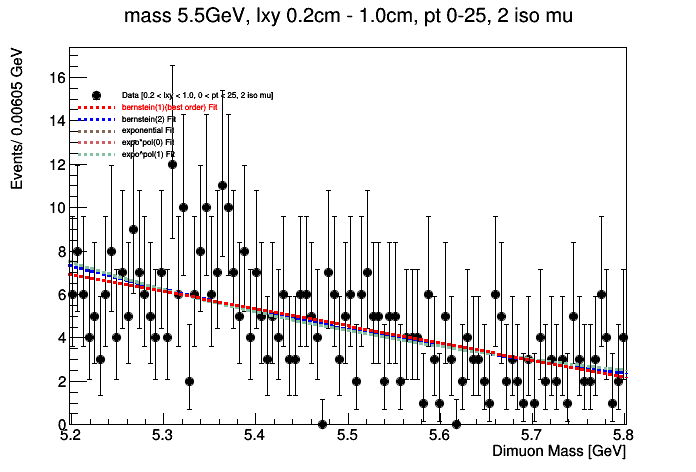 mass 5.5GeV, lxy 0.2cm - 1.0cm, pt 0-25, 2 iso mu
Events/ 0.00605 GeV
16
14
12
10
8
6
4
2
0
Data [0.2 < lxy < 1.0, 0 < pt < 25, 2 iso mu]
bernstein(1)(best order) Fit
bernstein(2) Fit
exponential Fit
expo*pol(0) Fit
expo*pol(1) Fit
5.2 5.3 5.4 5.5 5.6 5.7 5.8
Dimuon Mass [GeV]